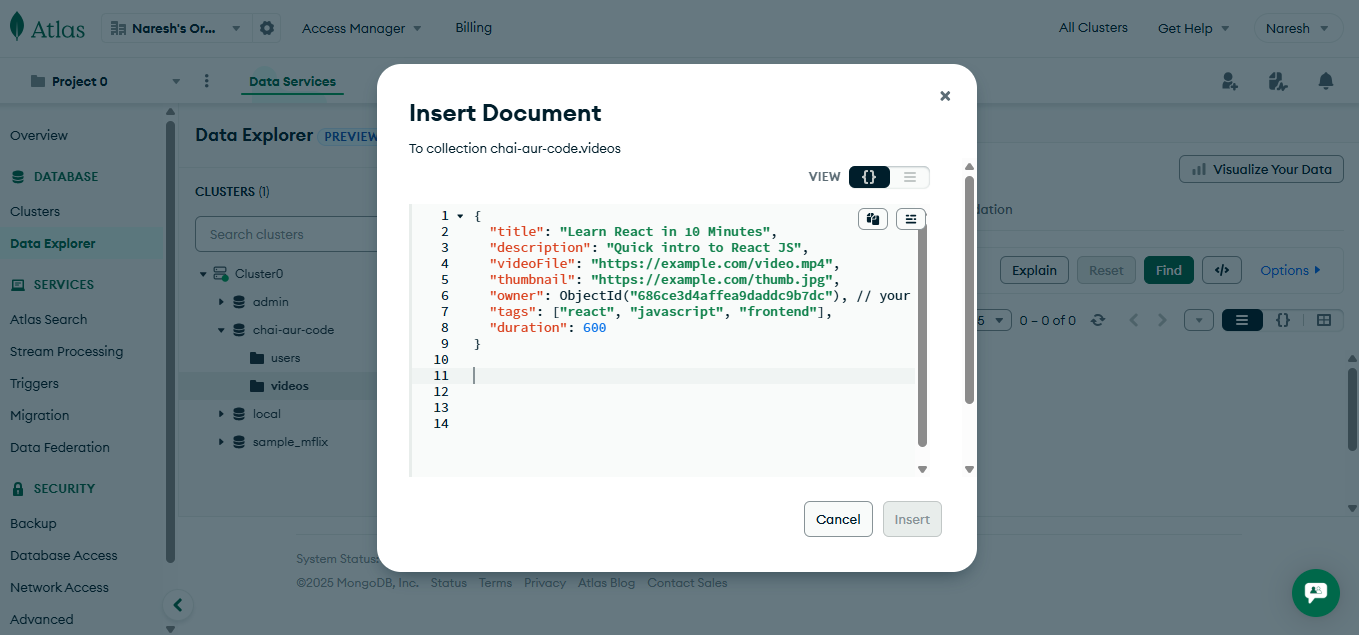 Atlas
Naresh's Or...
Access Manager
Billing
All Clusters
Get Help
Naresh
Project 0
Data Services
Overview
DATABASE
Clusters
Data Explorer
SERVICES
Atlas Search
Stream Processing
Triggers
Migration
Data Federation
SECURITY
Backup
Database Access
Network Access
Advanced
Data Explorer PREVIEW
CLUSTERS (1)
Search clusters
Cluster0
admin
chai-aur-code
users
videos
local
sample_mflix
Insert Document
To collection chai-aur-code.videos
VIEW {}
1 {
2 "title": "Learn React in 10 Minutes",
3 "description": "Quick intro to React JS",
4 "videoFile": "https://example.com/video.mp4",
5 "thumbnail": "https://example.com/thumb.jpg",
6 "owner": ObjectId("686ce3d4affea9daddc9b7dc"), // your
7 "tags": ["react", "javascript", "frontend"],
8 "duration": 600
9 }
10
11
12
13
14
Cancel
Insert
Visualize Your Data
dation
Explain
Reset
Find
</>
Options
5
0 – 0 of 0
{}
System Status:
©2025 MongoDB, Inc. Status Terms Privacy Atlas Blog Contact Sales